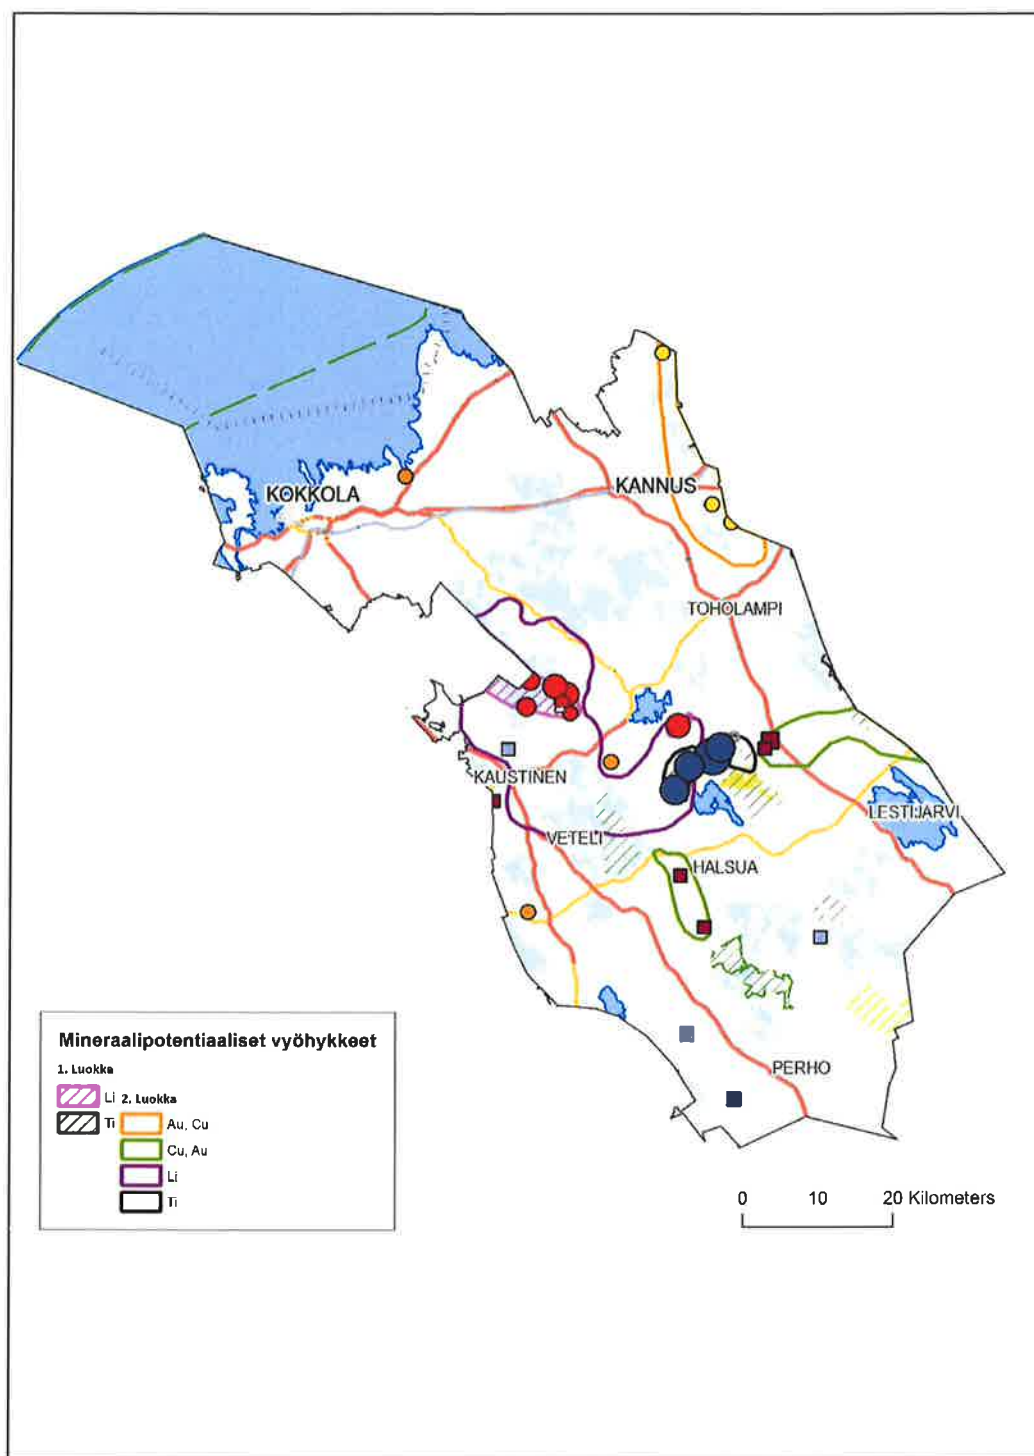 KOKKOLA
KANNUS
TOHOLAMPI
KAUSTINEN
LESTIJÄRVI
VETELI
HALSUA
PERHO
Mineraalipotentiaaliset vyöhykkeet
1. Luokka
Li 2. Luokka
Ti
Au, Cu
Cu, Au
Li
Ti
0 10 20 Kilometers